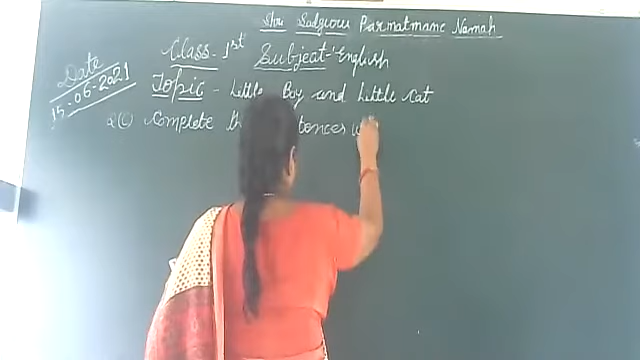 Shri Sadguru Parmatmane Namah
Class - 1st Subject - English
Date
15-06-2021
Topic - Little Boy and Little Cat
Complete